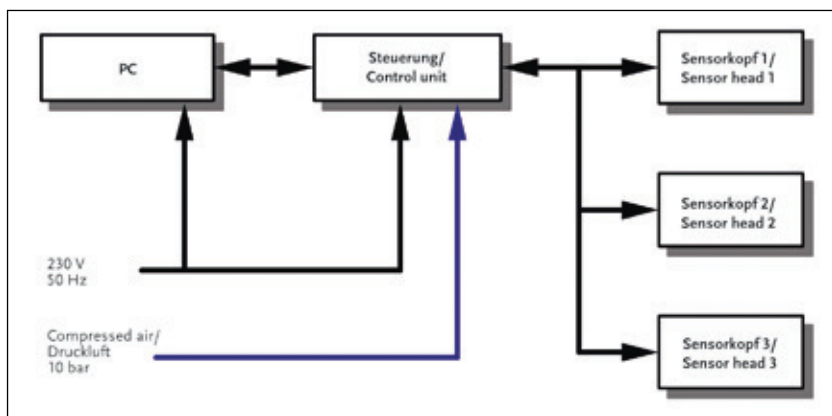 PC
Steuerung/
Control unit
Sensorkopf 1/
Sensor head 1
Sensorkopf 2/
Sensor head 2
230 V
50 Hz
Compressed air/
Druckluft
10 bar
Sensorkopf 3/
Sensor head 3